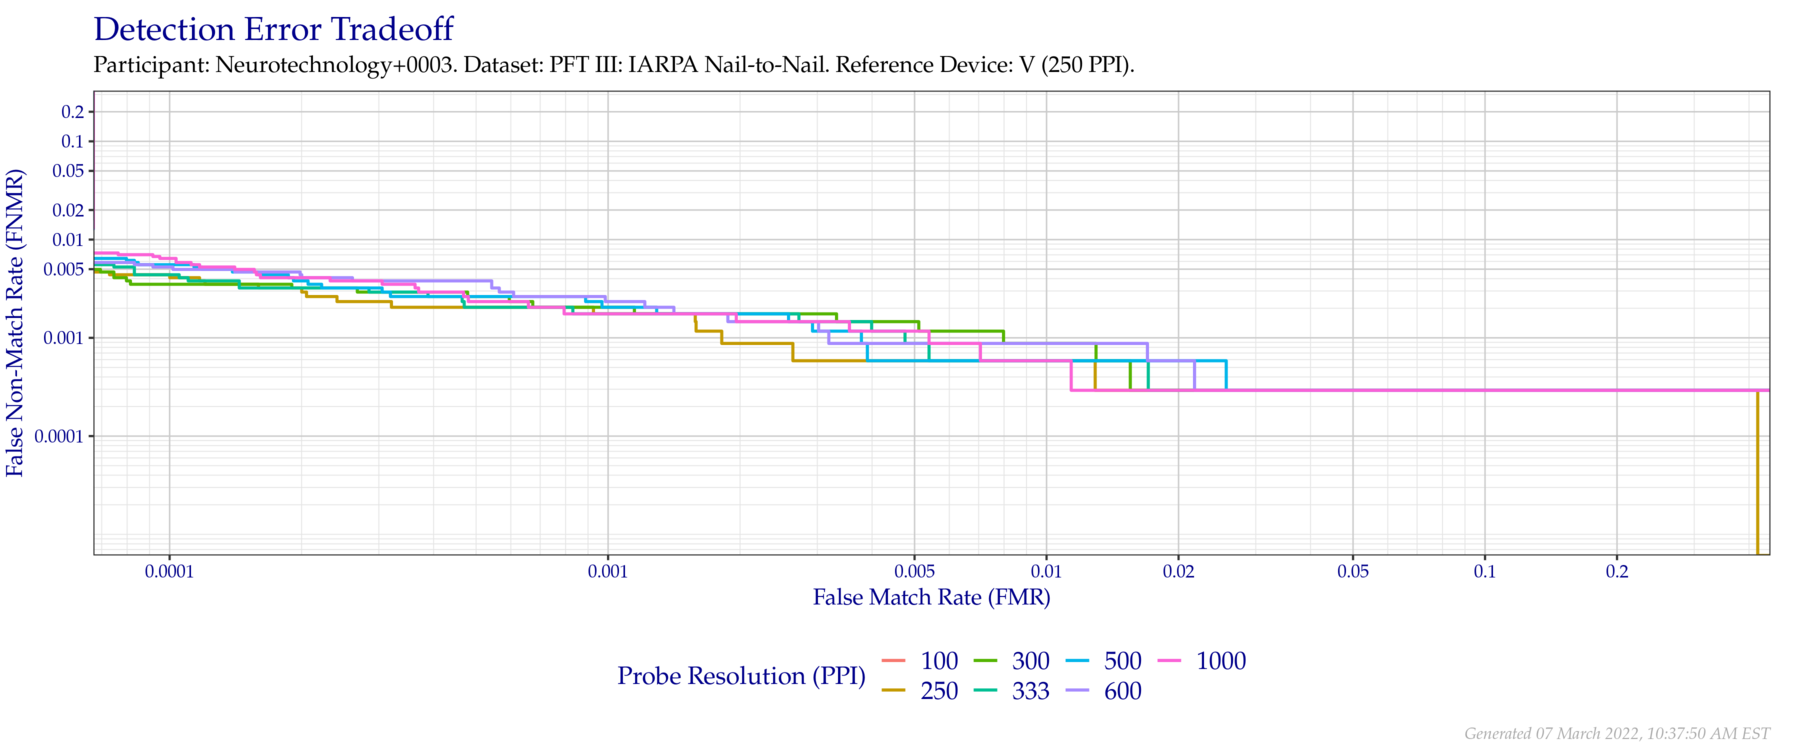 Detection Error Tradeoff
Participant: Neurotechnology+0003. Dataset: PFT III: IARPA Nail-to-Nail. Reference Device: V (250 PPI).
False Non-Match Rate (FNMR)
0.2
0.1
0.05
0.02
0.01
0.005
0.001
0.0001
0.0001 0.001 0.005 0.01 0.02 0.05 0.1 0.2
False Match Rate (FMR)
Probe Resolution (PPI)
100 300 500 1000
250 333 600
Generated 07 March 2022, 10:37:50 AM EST